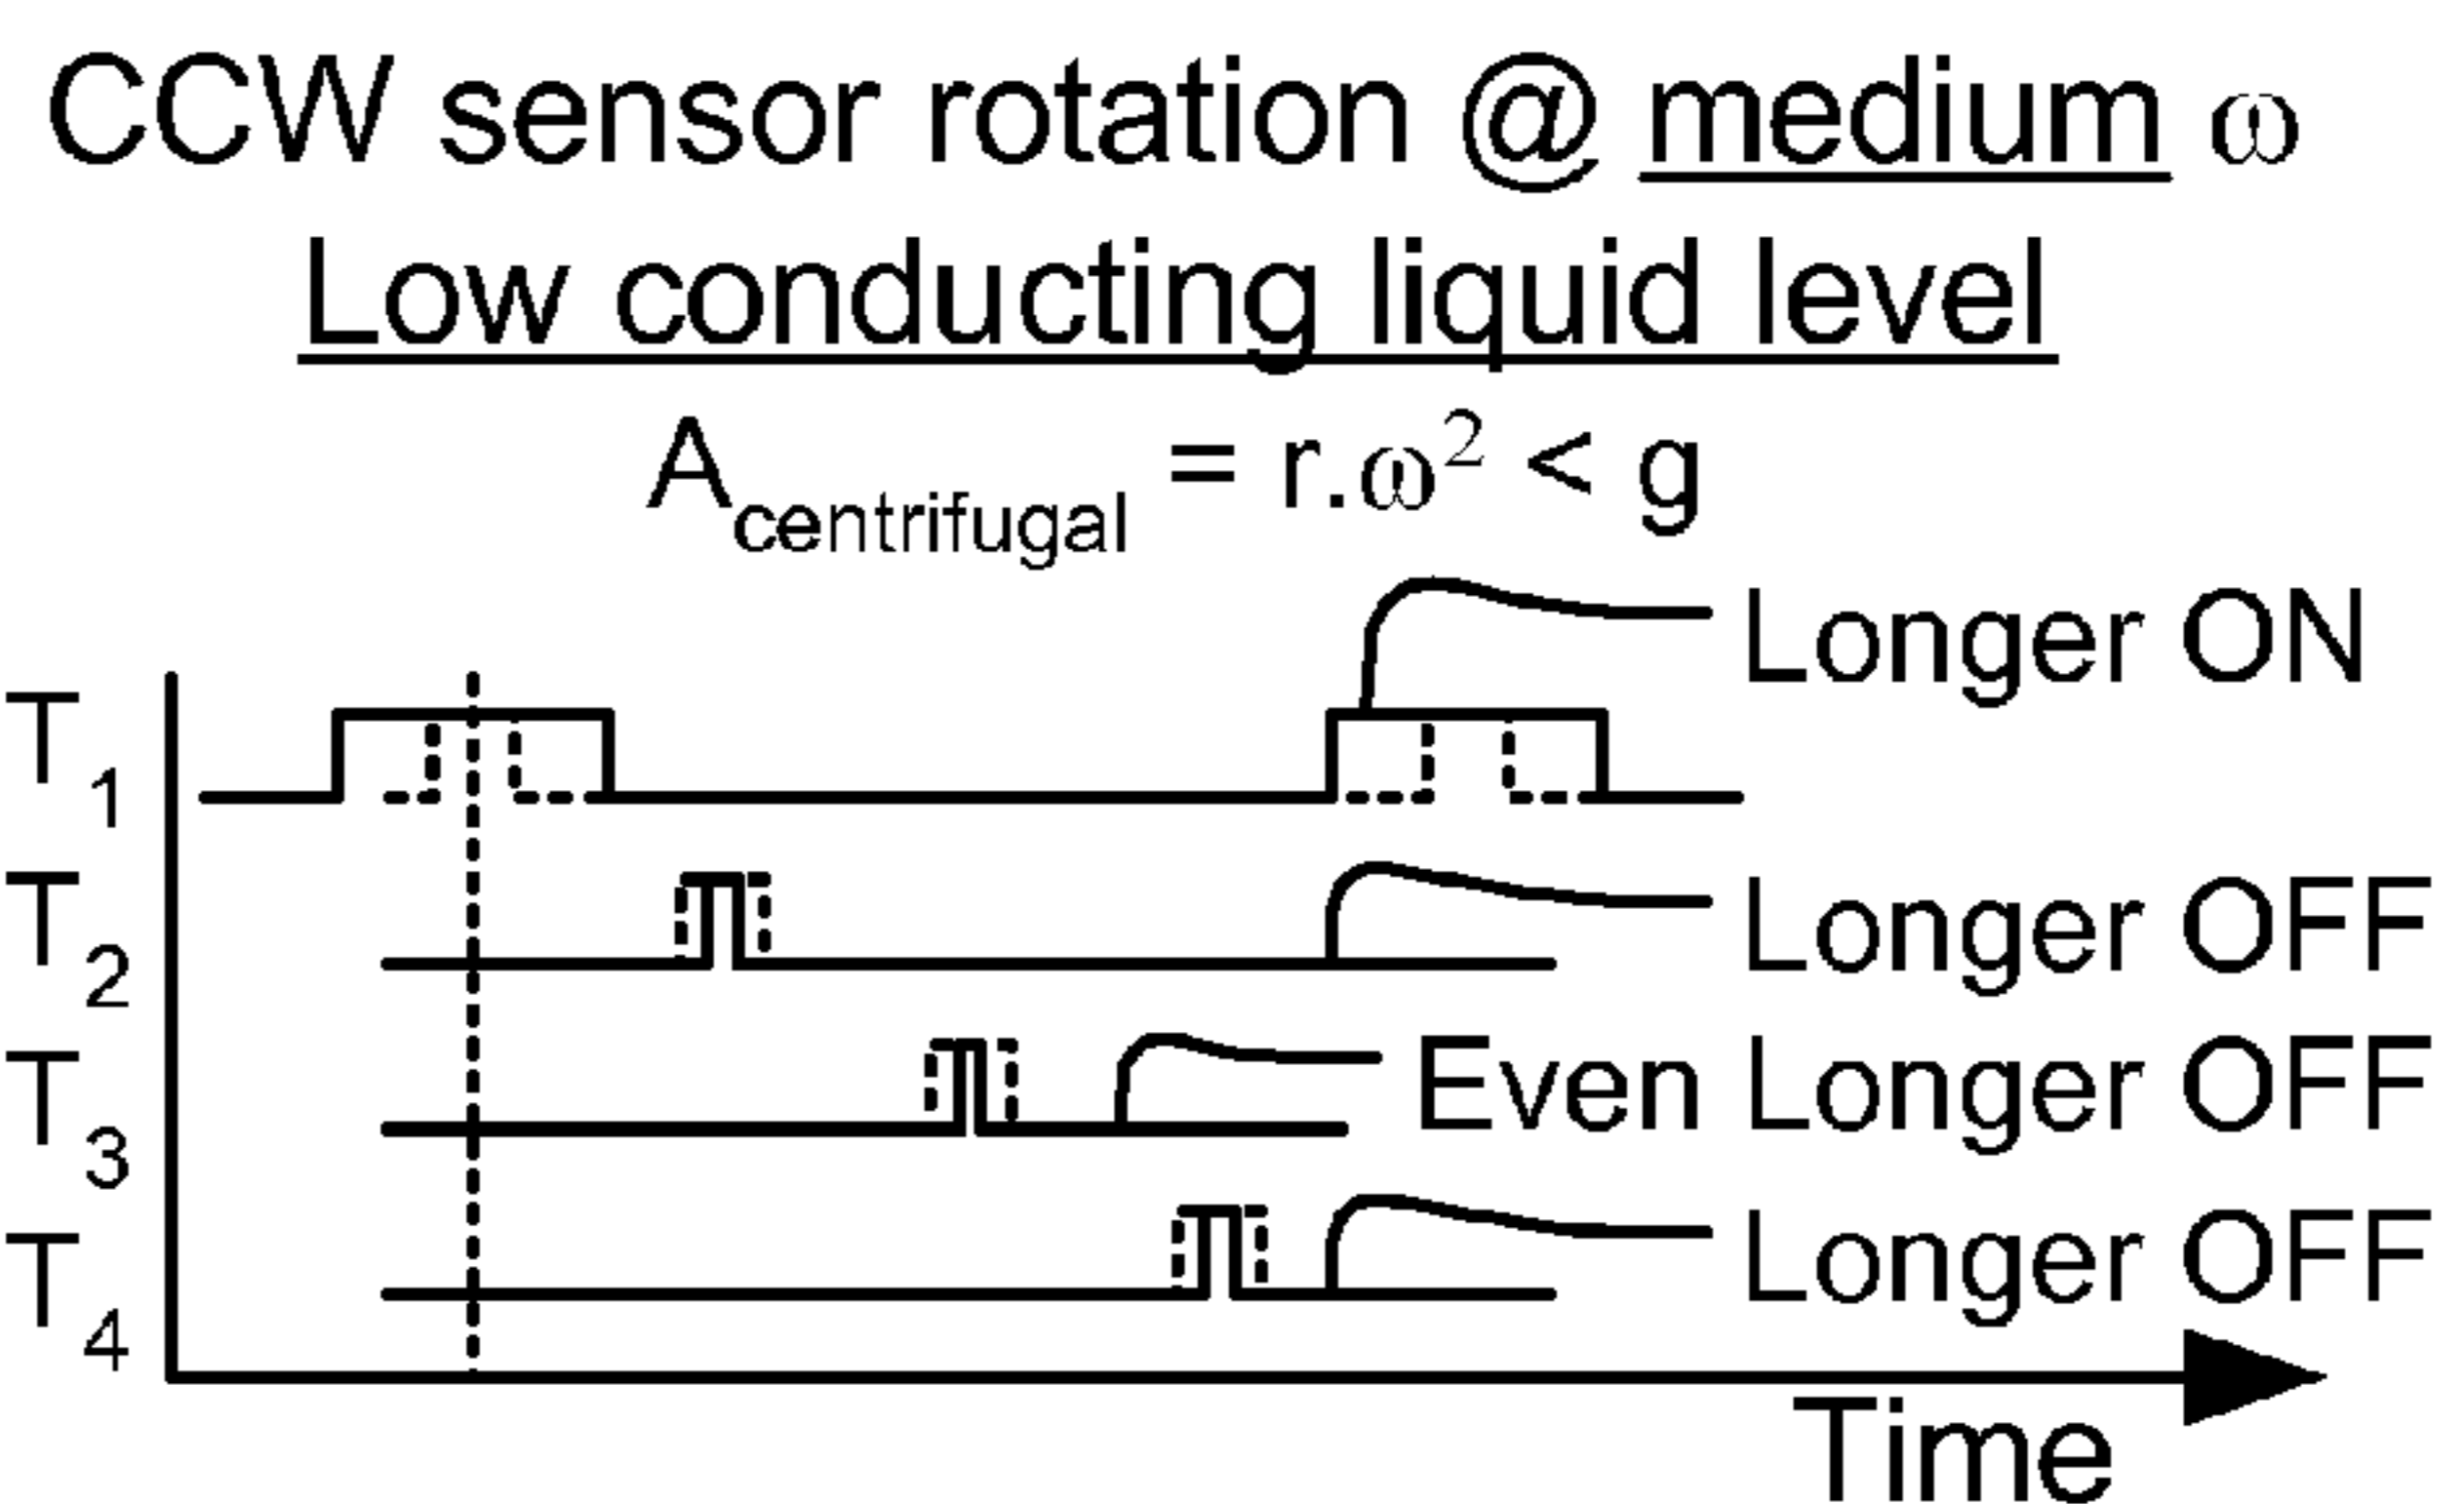 CCW sensor rotation @ medium ω
Low conducting liquid level
A centrifugal = r.ω² < g
Longer ON
T1
T2
Longer OFF
T3
Even Longer OFF
T4
Longer OFF
Time